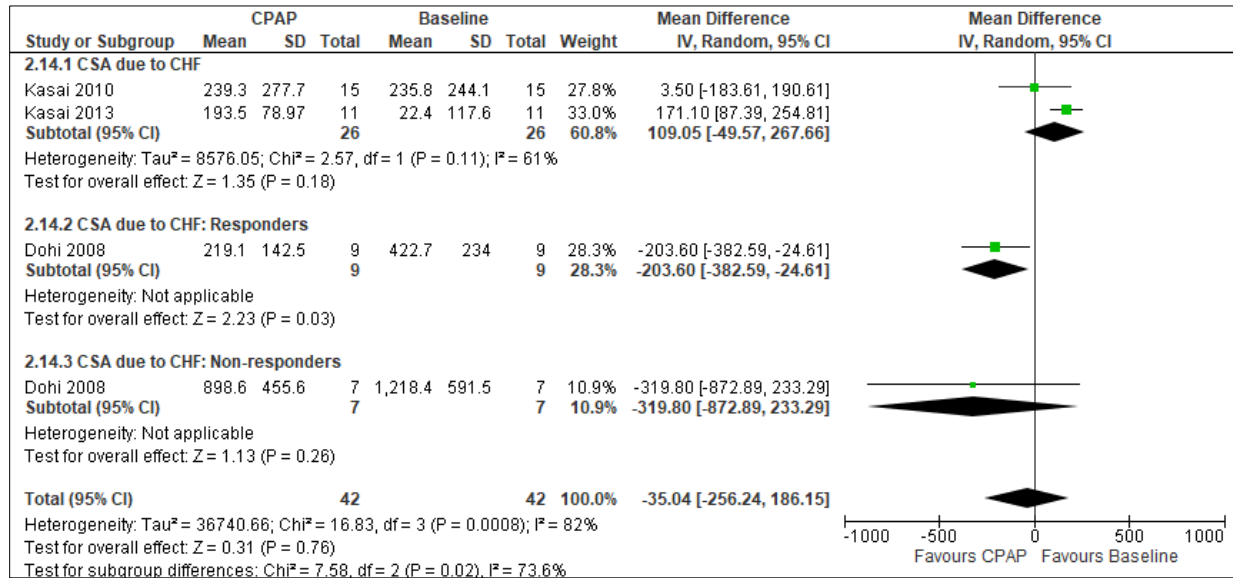 CPAP Baseline Mean Difference Mean Difference
Study or Subgroup Mean SD Total Mean SD Total Weight IV, Random, 95% CI IV, Random, 95% CI
2.14.1 CSA due to CHF
Kasai 2010 239.3 277.7 15 235.8 244.1 15 27.8% 3.50 [-183.61, 190.61]
Kasai 2013 193.5 78.97 11 22.4 117.6 11 33.0% 171.10 [87.39, 254.81]
Subtotal (95% CI) 26 26 60.8% 109.05 [-49.57, 267.66]
Heterogeneity: Tau² = 8576.05; Chi² = 2.57, df = 1 (P = 0.11); I² = 61%
Test for overall effect: Z = 1.35 (P = 0.18)
2.14.2 CSA due to CHF: Responders
Dohi 2008 219.1 142.5 9 422.7 234 9 28.3% -203.60 [-382.59, -24.61]
Subtotal (95% CI) 9 9 28.3% -203.60 [-382.59, -24.61]
Heterogeneity: Not applicable
Test for overall effect: Z = 2.23 (P = 0.03)
2.14.3 CSA due to CHF: Non-responders
Dohi 2008 898.6 455.6 7 1,218.4 591.5 7 10.9% -319.80 [-872.89, 233.29]
Subtotal (95% CI) 7 7 10.9% -319.80 [-872.89, 233.29]
Heterogeneity: Not applicable
Test for overall effect: Z = 1.13 (P = 0.26)
Total (95% CI) 42 42 100.0% -35.04 [-256.24, 186.15]
Heterogeneity: Tau² = 36740.66; Chi² = 16.83, df = 3 (P = 0.0008); I² = 82%
Test for overall effect: Z = 0.31 (P = 0.76)
Test for subgroup differences: Chi² = 7.58, df = 2 (P = 0.02), I² = 73.6%
-1000 -500 0 500 1000
Favours CPAP Favours Baseline